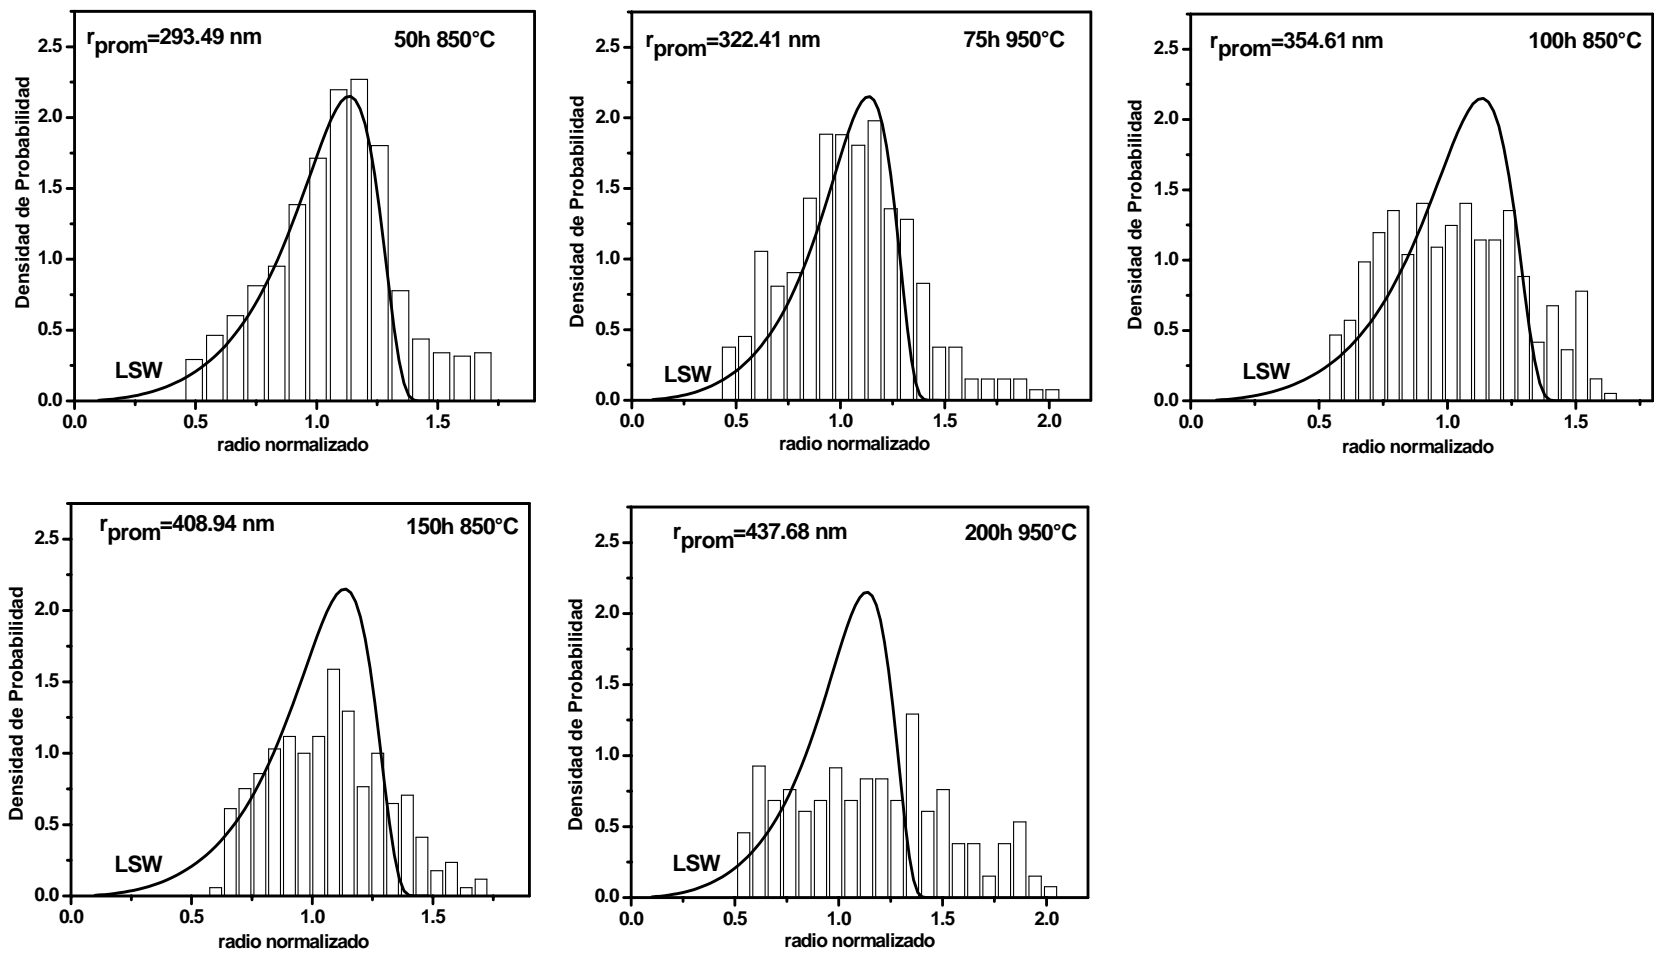 r_prom=293.49 nm
50h 850°C
Densidad de Probabilidad
2.5
2.0
1.5
1.0
0.5
0.0
LSW
0.0 0.5 1.0 1.5
radio normalizado
r_prom=322.41 nm
75h 950°C
Densidad de Probabilidad
2.5
2.0
1.5
1.0
0.5
0.0
LSW
0.0 0.5 1.0 1.5 2.0
radio normalizado
r_prom=354.61 nm
100h 850°C
Densidad de Probabilidad
2.5
2.0
1.5
1.0
0.5
0.0
LSW
0.0 0.5 1.0 1.5
radio normalizado
r_prom=408.94 nm
150h 850°C
Densidad de Probabilidad
2.5
2.0
1.5
1.0
0.5
0.0
LSW
0.0 0.5 1.0 1.5
radio normalizado
r_prom=437.68 nm
200h 950°C
Densidad de Probabilidad
2.5
2.0
1.5
1.0
0.5
0.0
LSW
0.0 0.5 1.0 1.5 2.0
radio normalizado